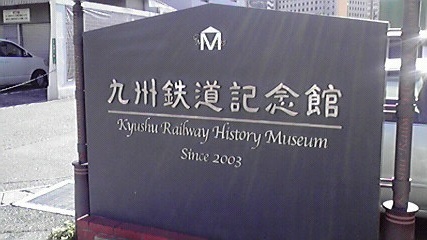 M
九州鉄道記念館
Kyushu Railway History Museum
Since 2003